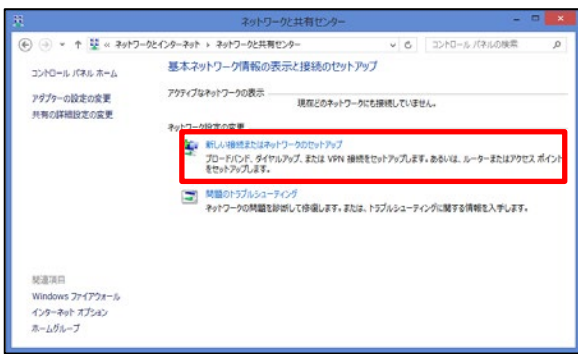 ネットワークと共有センター
« ネットワークとインターネット › ネットワークと共有センター
コントロール パネルの検索
コントロール パネル ホーム
アダプターの設定の変更
共有の詳細設定の変更
基本ネットワーク情報の表示と接続のセットアップ
アクティブなネットワークの表示
現在どのネットワークにも接続していません。
ネットワーク設定の変更
新しい接続またはネットワークのセットアップ
ブロードバンド、ダイヤルアップ、または VPN 接続をセットアップします。あるいは、ルーターまたはアクセス ポイント
をセットアップします。
問題のトラブルシューティング
ネットワークの問題を診断して修復します。または、トラブルシューティングに関する情報を入手します。
関連項目
Windows ファイアウォール
インターネット オプション
ホームグループ